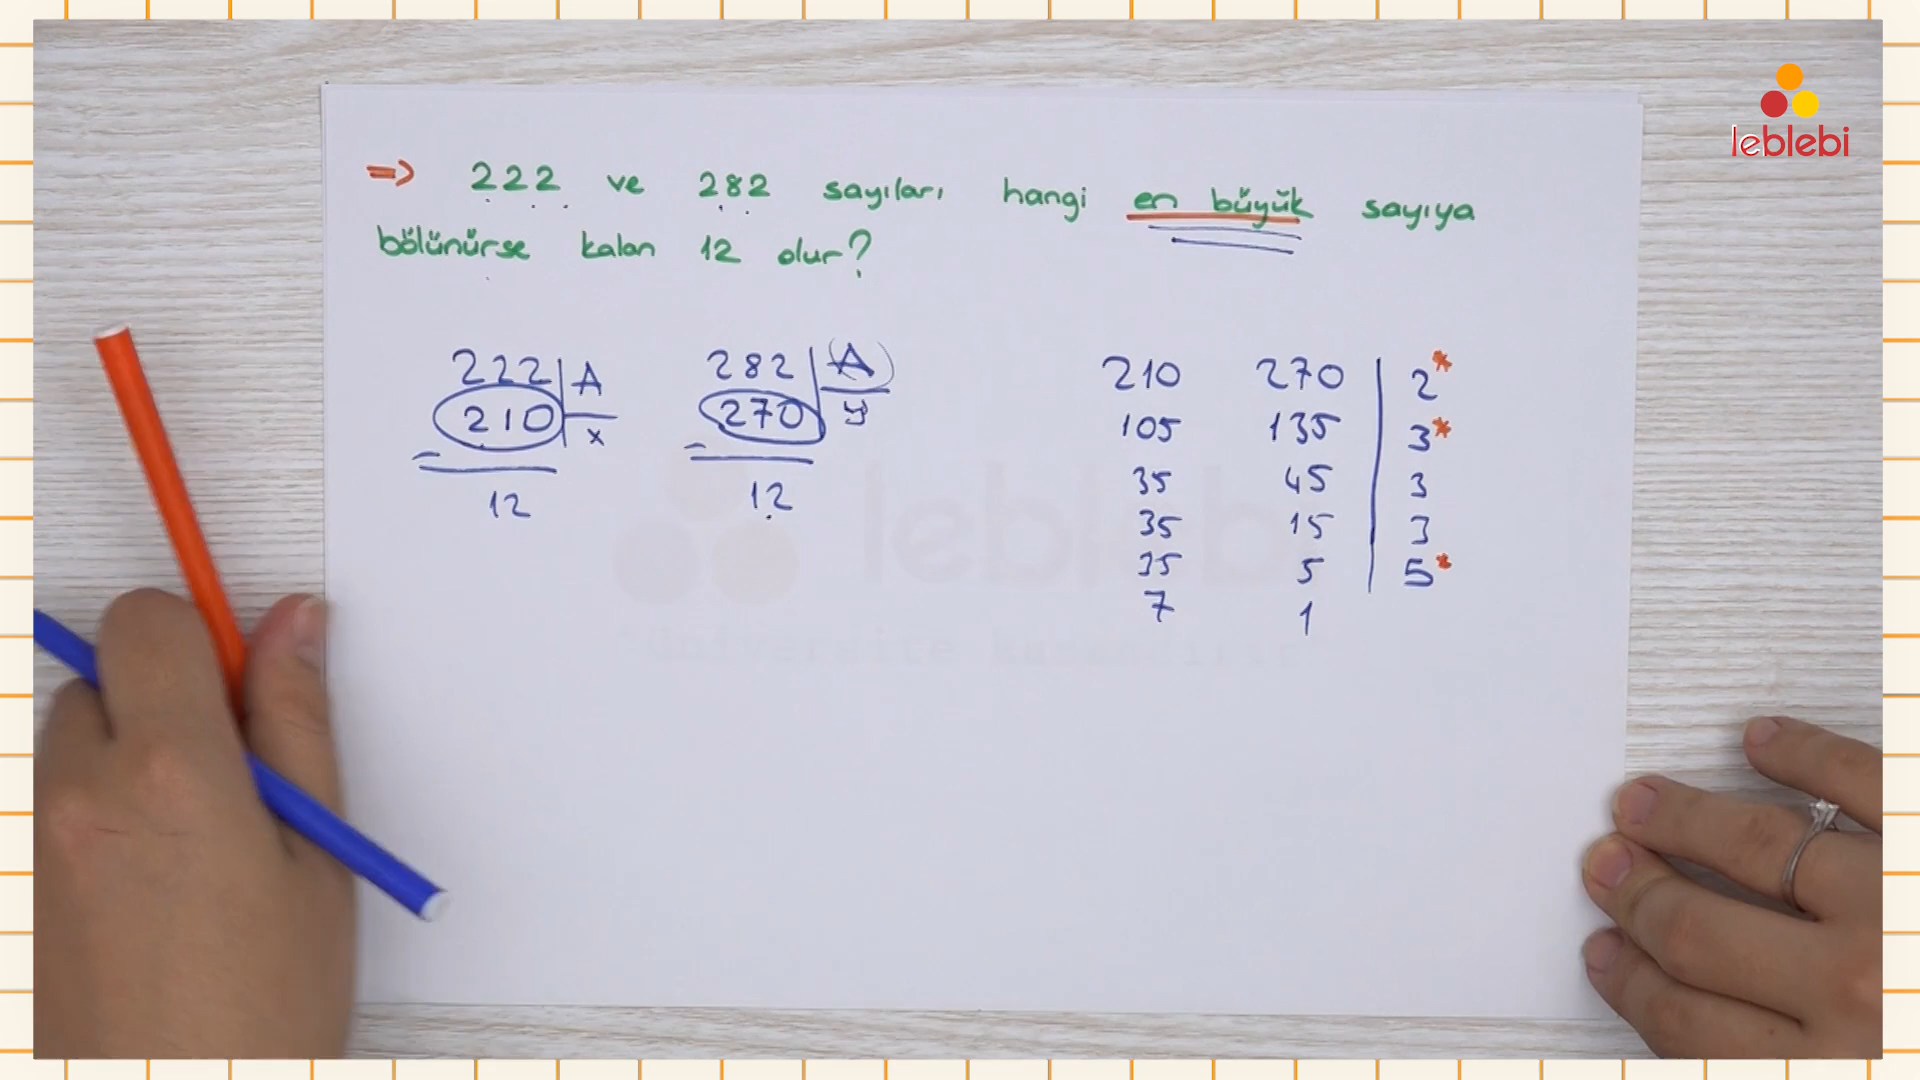 leblebi
⇒ 222 ve 282 sayıları hangi en büyük sayıya
bölünürse kalan 12 olur?
222 | A
210 | x
12
282 | A
270 | y
12
210 270 | 2*
105 135 | 3*
35 45 | 3
35 15 | 3
35 5 | 5*
7 1
leblebi